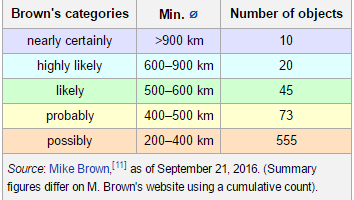 Brown's categories Min. ⌀ Number of objects
nearly certainly >900 km 10
highly likely 600–900 km 20
likely 500–600 km 45
probably 400–500 km 73
possibly 200–400 km 555
Source: Mike Brown,[11] as of September 21, 2016. (Summary
figures differ on M. Brown's website using a cumulative count).